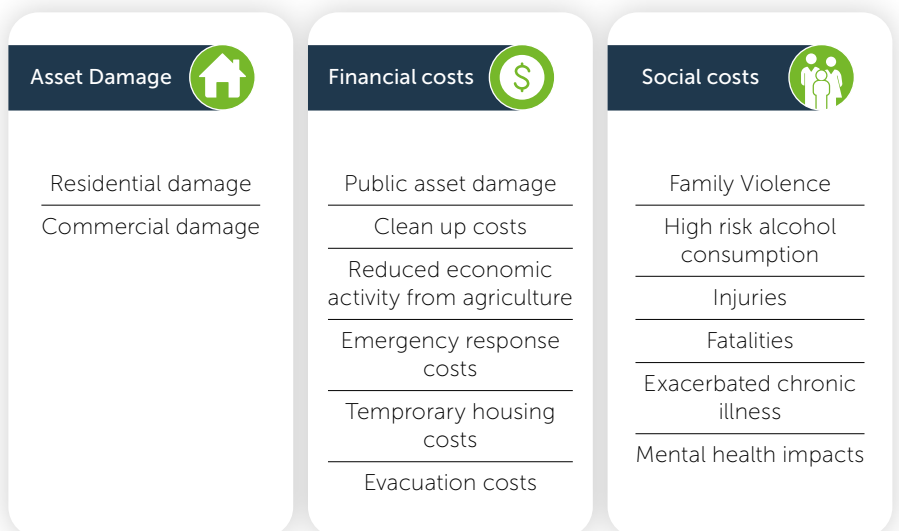 Asset Damage
Residential damage
Commercial damage
Financial costs
$
Public asset damage
Clean up costs
Reduced economic
activity from agriculture
Emergency response
costs
Temprorary housing
costs
Evacuation costs
Social costs
Family Violence
High risk alcohol
consumption
Injuries
Fatalities
Exacerbated chronic
illness
Mental health impacts